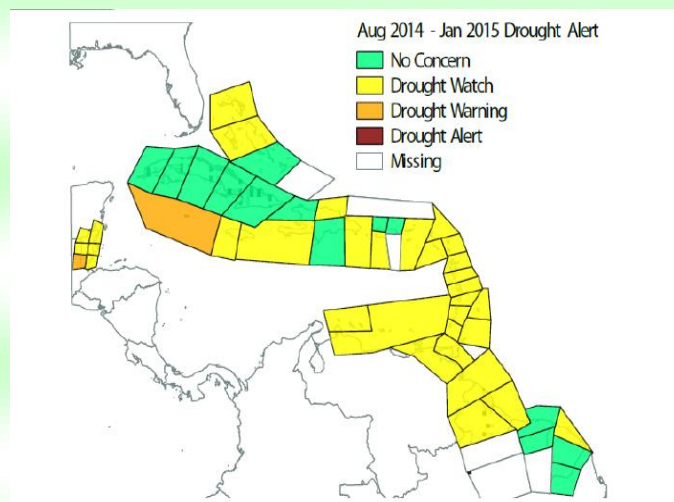 Aug 2014 - Jan 2015 Drought Alert
No Concern
Drought Watch
Drought Warning
Drought Alert
Missing